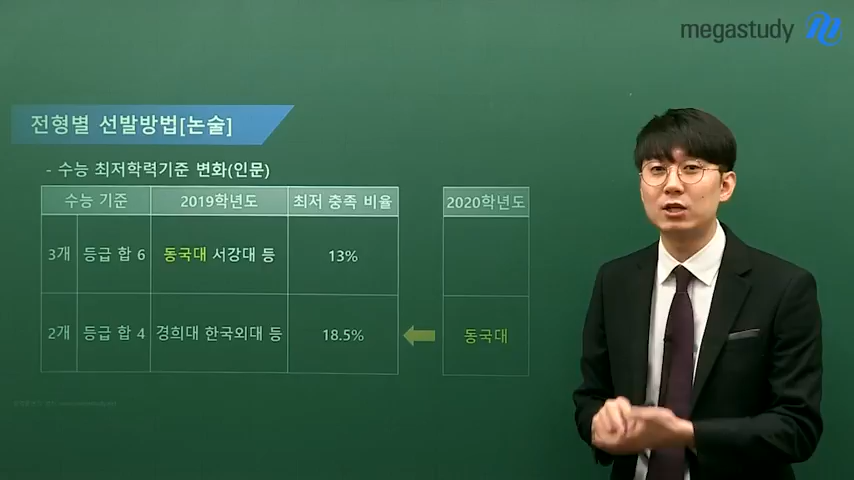 megastudy
전형별 선발방법[논술]
- 수능 최저학력기준 변화(인문)
수능 기준 2019학년도 최저 충족 비율 2020학년도
3개 등급 합 6 동국대 서강대 등 13%
2개 등급 합 4 경희대 한국외대 등 18.5% 동국대